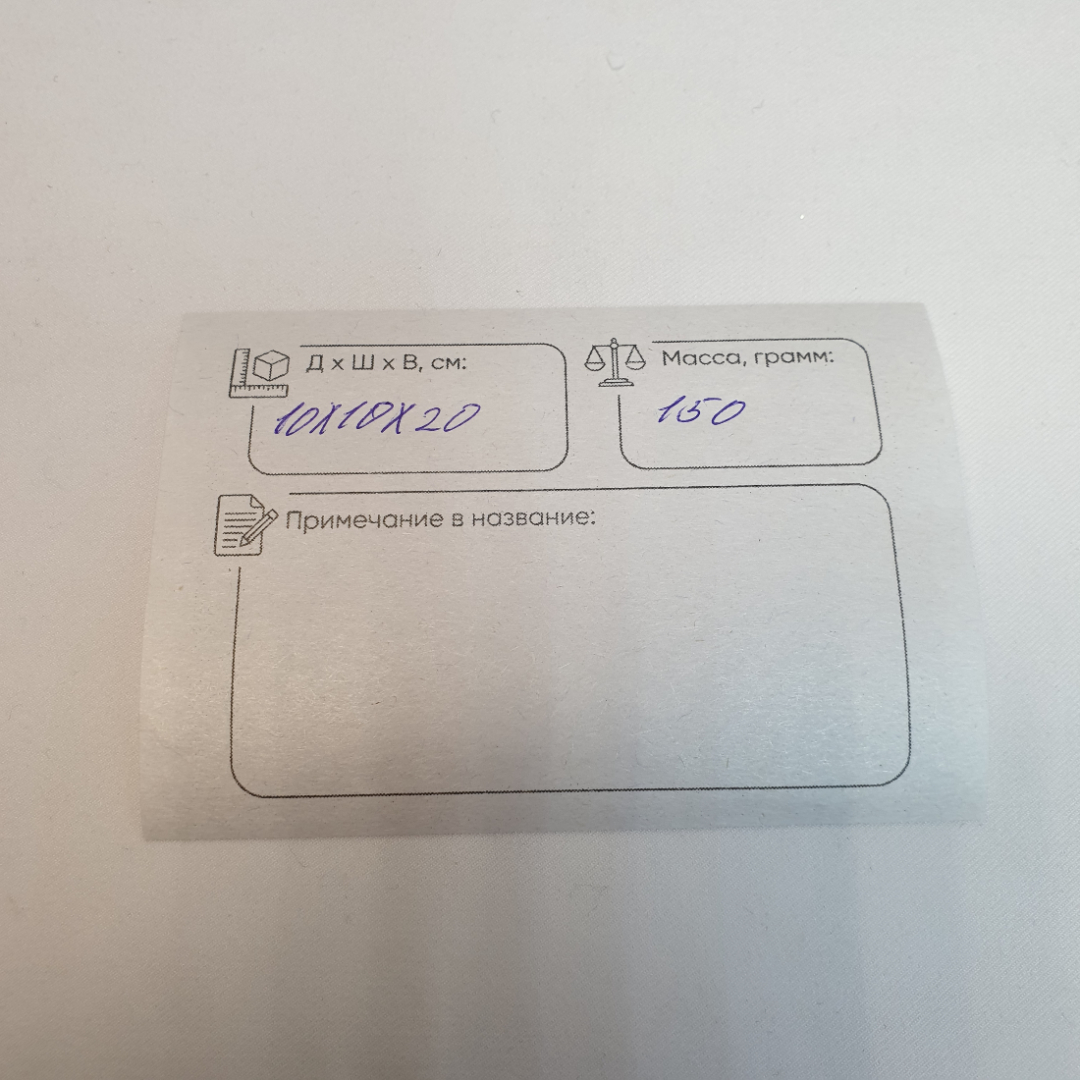 Д x Ш x В, см:
10X10X20
Масса, грамм:
150
Примечание в название: